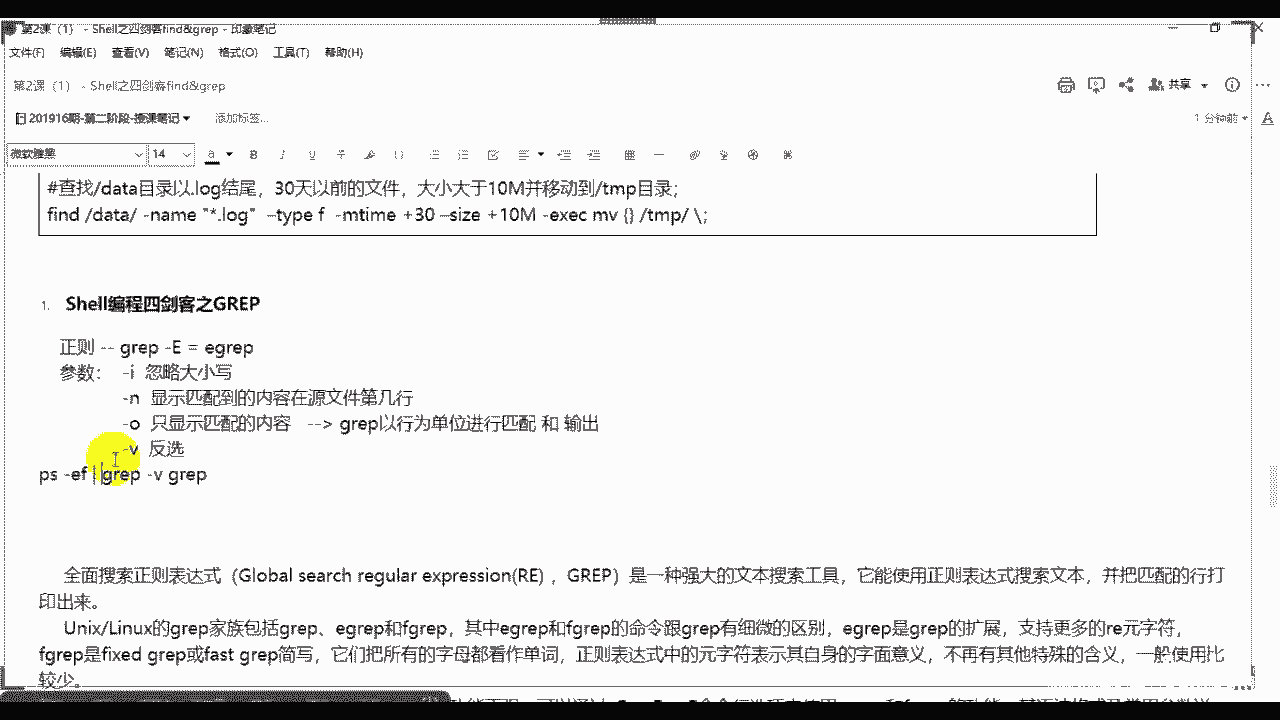 第2课（1） - Shell之四剑客find&grep - 印象笔记
文件(F) 编辑(E) 查看(V) 笔记(N) 格式(O) 工具(T) 帮助(H)
第2课（1） - Shell之四剑客find&grep
共享
201916期-第二阶段-授课笔记 添加标签...
1 分钟前
微软雅黑 14
#查找/data目录以.log结尾，30天以前的文件，大小大于10M并移动到/tmp目录；
find /data/ -name "*.log" –type f -mtime +30 –size +10M -exec mv {} /tmp/ \;
1. Shell编程四剑客之GREP
正则 -- grep -E = egrep
参数： -i 忽略大小写
-n 显示匹配到的内容在源文件第几行
-o 只显示匹配的内容 --> grep以行为单位进行匹配 和 输出
-v 反选
ps -ef | grep -v grep
全面搜索正则表达式（Global search regular expression(RE) ，GREP）是一种强大的文本搜索工具，它能使用正则表达式搜索文本，并把匹配的行打
印出来。
Unix/Linux的grep家族包括grep、egrep和fgrep，其中egrep和fgrep的命令跟grep有细微的区别，egrep是grep的扩展，支持更多的re元字符，
fgrep是fixed grep或fast grep简写，它们把所有的字母都看作单词，正则表达式中的元字符表示其自身的字面意义，不再有其他特殊的含义，一般使用比
较少。